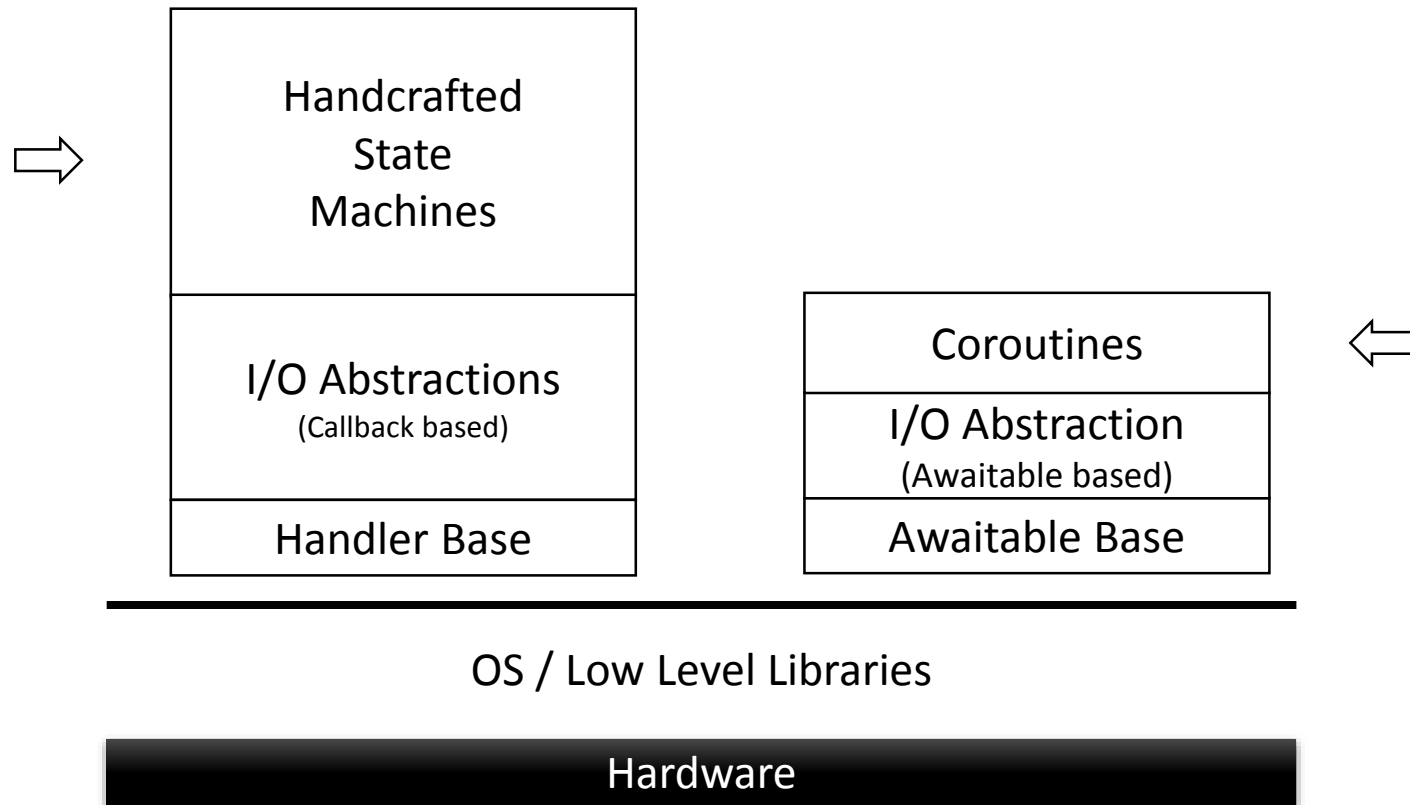 Handcrafted
State
Machines
I/O Abstractions
(Callback based)
Handler Base
Coroutines
I/O Abstraction
(Awaitable based)
Awaitable Base
OS / Low Level Libraries
Hardware